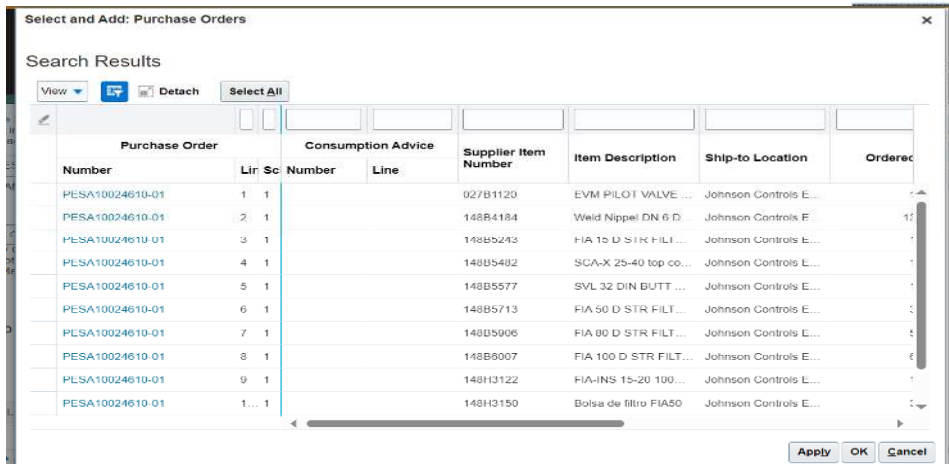 Select and Add: Purchase Orders
Search Results
View Detach Select All
Purchase Order Consumption Advice Supplier Item Number Item Description Ship-to Location Ordered
Number Lir Sc Number Line
PESA10024610-01 1 1 027B1120 EVM PILOT VALVE ... Johnson Controls E...
PESA10024610-01 2 1 148B4184 Weld Nippel DN 6 D... Johnson Controls E...
PESA10024610-01 3 1 148B5243 FIA 15 D STR FILT... Johnson Controls E...
PESA10024610-01 4 1 148B5482 SCA-X 25-40 top co... Johnson Controls E...
PESA10024610-01 5 1 148B5577 SVL 32 DIN BUTT ... Johnson Controls E...
PESA10024610-01 6 1 148B5713 FIA 50 D STR FILT... Johnson Controls E...
PESA10024610-01 7 1 148B5906 FIA 80 D STR FILT... Johnson Controls E...
PESA10024610-01 8 1 148B6007 FIA 100 D STR FILT... Johnson Controls E...
PESA10024610-01 9 1 148H3122 FIA-INS 15-20 100... Johnson Controls E...
PESA10024610-01 1... 1 148H3150 Bolsa de filtro FIA50 Johnson Controls E...
Apply OK Cancel